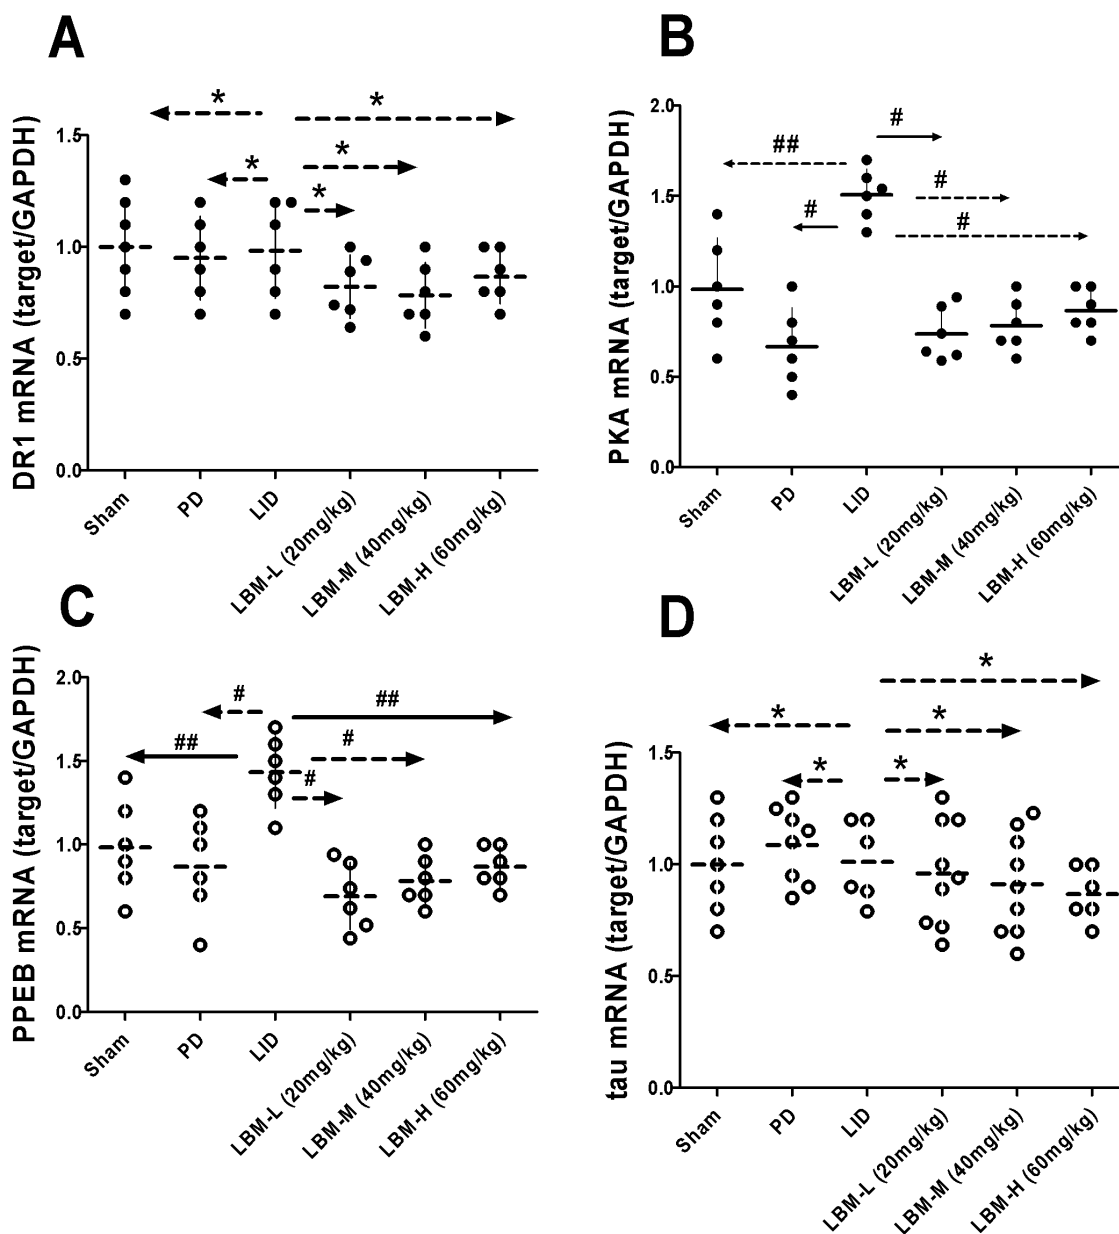 A
DR1 mRNA (target/GAPDH)
1.5
1.0
0.5
0.0
*
*
*
*
*
Sham
PD
LID
LBM-L (20mg/kg)
LBM-M (40mg/kg)
LBM-H (60mg/kg)
B
PKA mRNA (target/GAPDH)
2.0
1.5
1.0
0.5
0.0
#
##
#
#
#
Sham
PD
LID
LBM-L (20mg/kg)
LBM-M (40mg/kg)
LBM-H (60mg/kg)
C
PPEB mRNA (target/GAPDH)
2.0
1.5
1.0
0.5
0.0
#
##
##
#
#
Sham
PD
LID
LBM-L (20mg/kg)
LBM-M (40mg/kg)
LBM-H (60mg/kg)
D
tau mRNA (target/GAPDH)
1.5
1.0
0.5
0.0
*
*
*
*
*
Sham
PD
LID
LBM-L (20mg/kg)
LBM-M (40mg/kg)
LBM-H (60mg/kg)